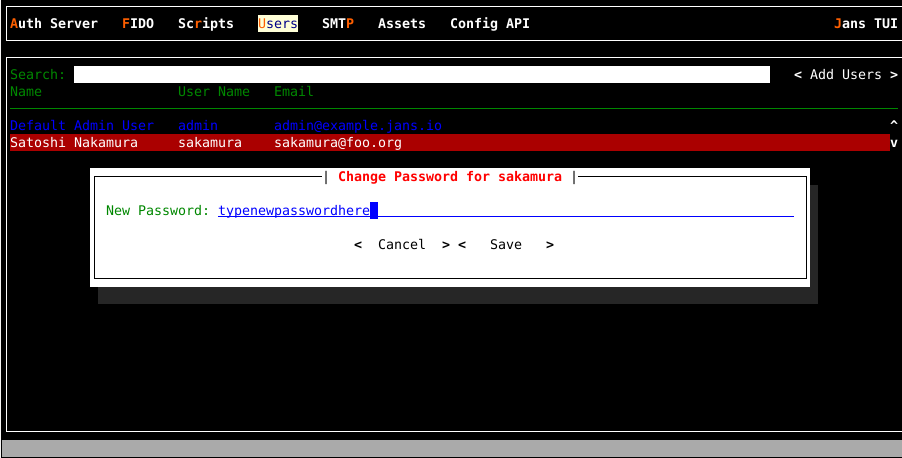 Auth Server FIDO Scripts Users SMTP Assets Config API Jans TUI
Search: < Add Users >
Name User Name Email
Default Admin User admin admin@example.jans.io ^
Satoshi Nakamura sakamura sakamura@foo.org v
| Change Password for sakamura |
New Password: typenewpasswordhere
< Cancel > < Save >